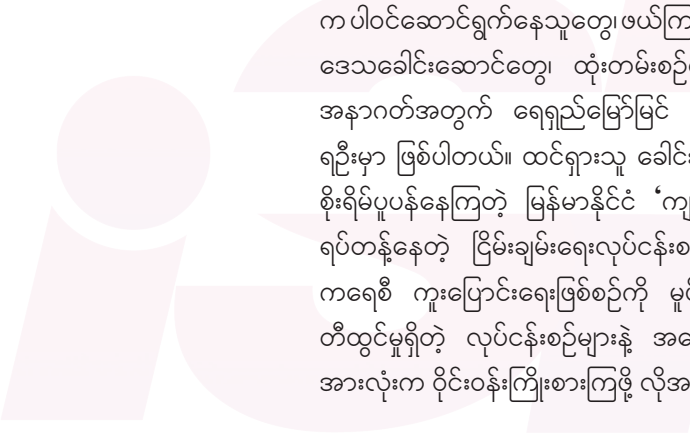 က ပါဝင်ဆောင်ရွက်နေသူတွေ၊ ဖယ်ကြ
ဒေသခေါင်းဆောင်တွေ၊ ထုံးတမ်းစဉ်
အနာဂတ်အတွက် ရေရှည်မြော်မြင်
ရဦးမှာ ဖြစ်ပါတယ်။ ထင်ရှားသူ ခေါင်း
စိုးရိမ်ပူပန်နေကြတဲ့ မြန်မာနိုင်ငံ ‘ကျ
ရပ်တန့်နေတဲ့ ငြိမ်းချမ်းရေးလုပ်ငန်းစ
ကရေစီ ကူးပြောင်းရေးဖြစ်စဉ်ကို မူ
တီထွင်မှုရှိတဲ့ လုပ်ငန်းစဉ်များနဲ့ အ
အားလုံးက ဝိုင်းဝန်းကြိုးစားကြဖို့ လိုအ